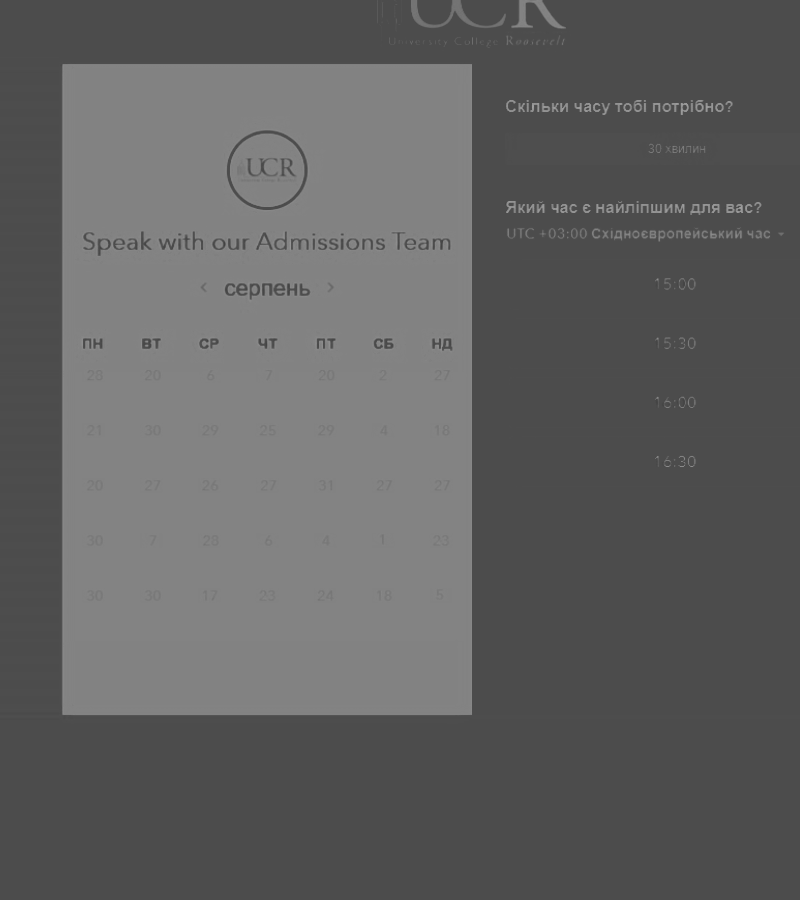 UCR
University College Roosevelt
UCR
Speak with our Admissions Team
‹ серпень ›
ПН ВТ СР ЧТ ПТ СБ НД
28 20 6 7 20 2 27
21 30 29 25 29 4 18
20 27 26 27 31 27 27
30 7 28 6 4 1 23
30 30 17 23 24 18 5
Скільки часу тобі потрібно?
30 хвилин
Який час є найліпшим для вас?
UTC +03:00 Східноєвропейський час
15:00
15:30
16:00
16:30